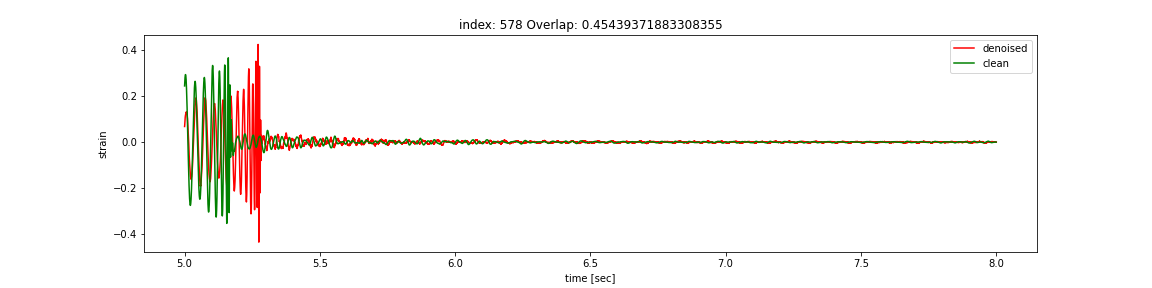 index: 578 Overlap: 0.45439371883308355
denoised
clean
strain
0.4
0.2
0.0
−0.2
−0.4
5.0 5.5 6.0 6.5 7.0 7.5 8.0
time [sec]